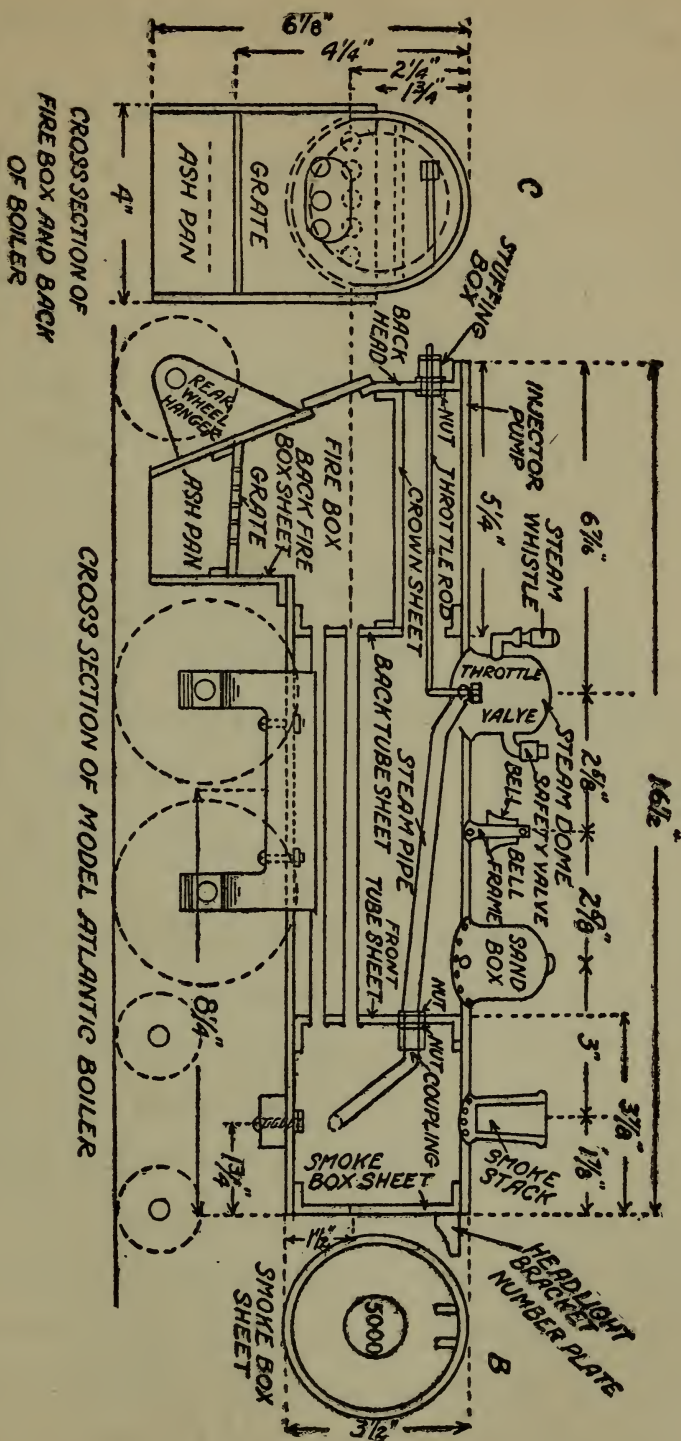 C
6⅞"
4¼"
2¼"
1¾"
GRATE
ASH PAN
4"
CROSS SECTION OF
FIRE BOX AND BACK
OF BOILER
16½"
6 7/16"
2⅝"
3"
1⅞"
3⅞"
5¼"
STUFFING
BOX
INJECTOR
PUMP
STEAM
WHISTLE
THROTTLE
VALVE
STEAM DOME
SAFETY VALVE
BELL
BELL
FRAME
SAND
BOX
SMOKE
STACK
HEADLIGHT
BRACKET
NUMBER PLATE
BACK
HEAD
NUT
THROTTLE ROD
CROWN SHEET
STEAM PIPE
BACK TUBE SHEET
FRONT
TUBE SHEET
NUT
NUT
COUPLING
SMOKE
BOX SHEET
FIRE BOX
BACK FIRE
BOX SHEET
GRATE
ASH PAN
REAR
WHEEL
HANGER
8¼"
1¾"
1½"
B
5000
3½"
SMOKE BOX
SHEET
CROSS SECTION OF MODEL ATLANTIC BOILER